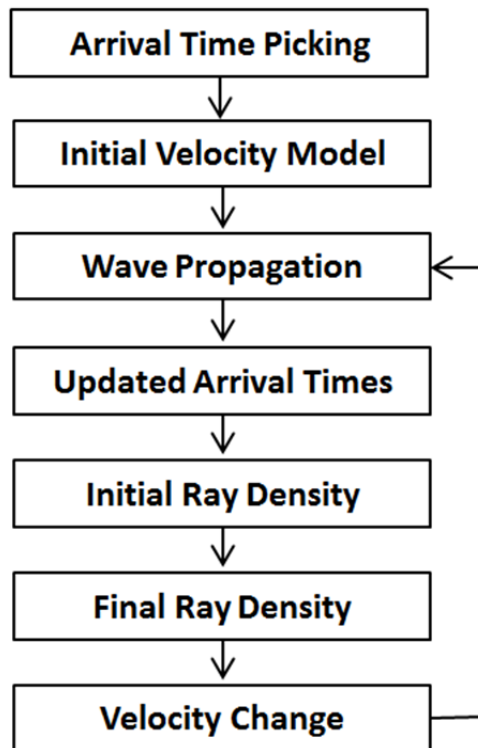 Arrival Time Picking
Initial Velocity Model
Wave Propagation
Updated Arrival Times
Initial Ray Density
Final Ray Density
Velocity Change